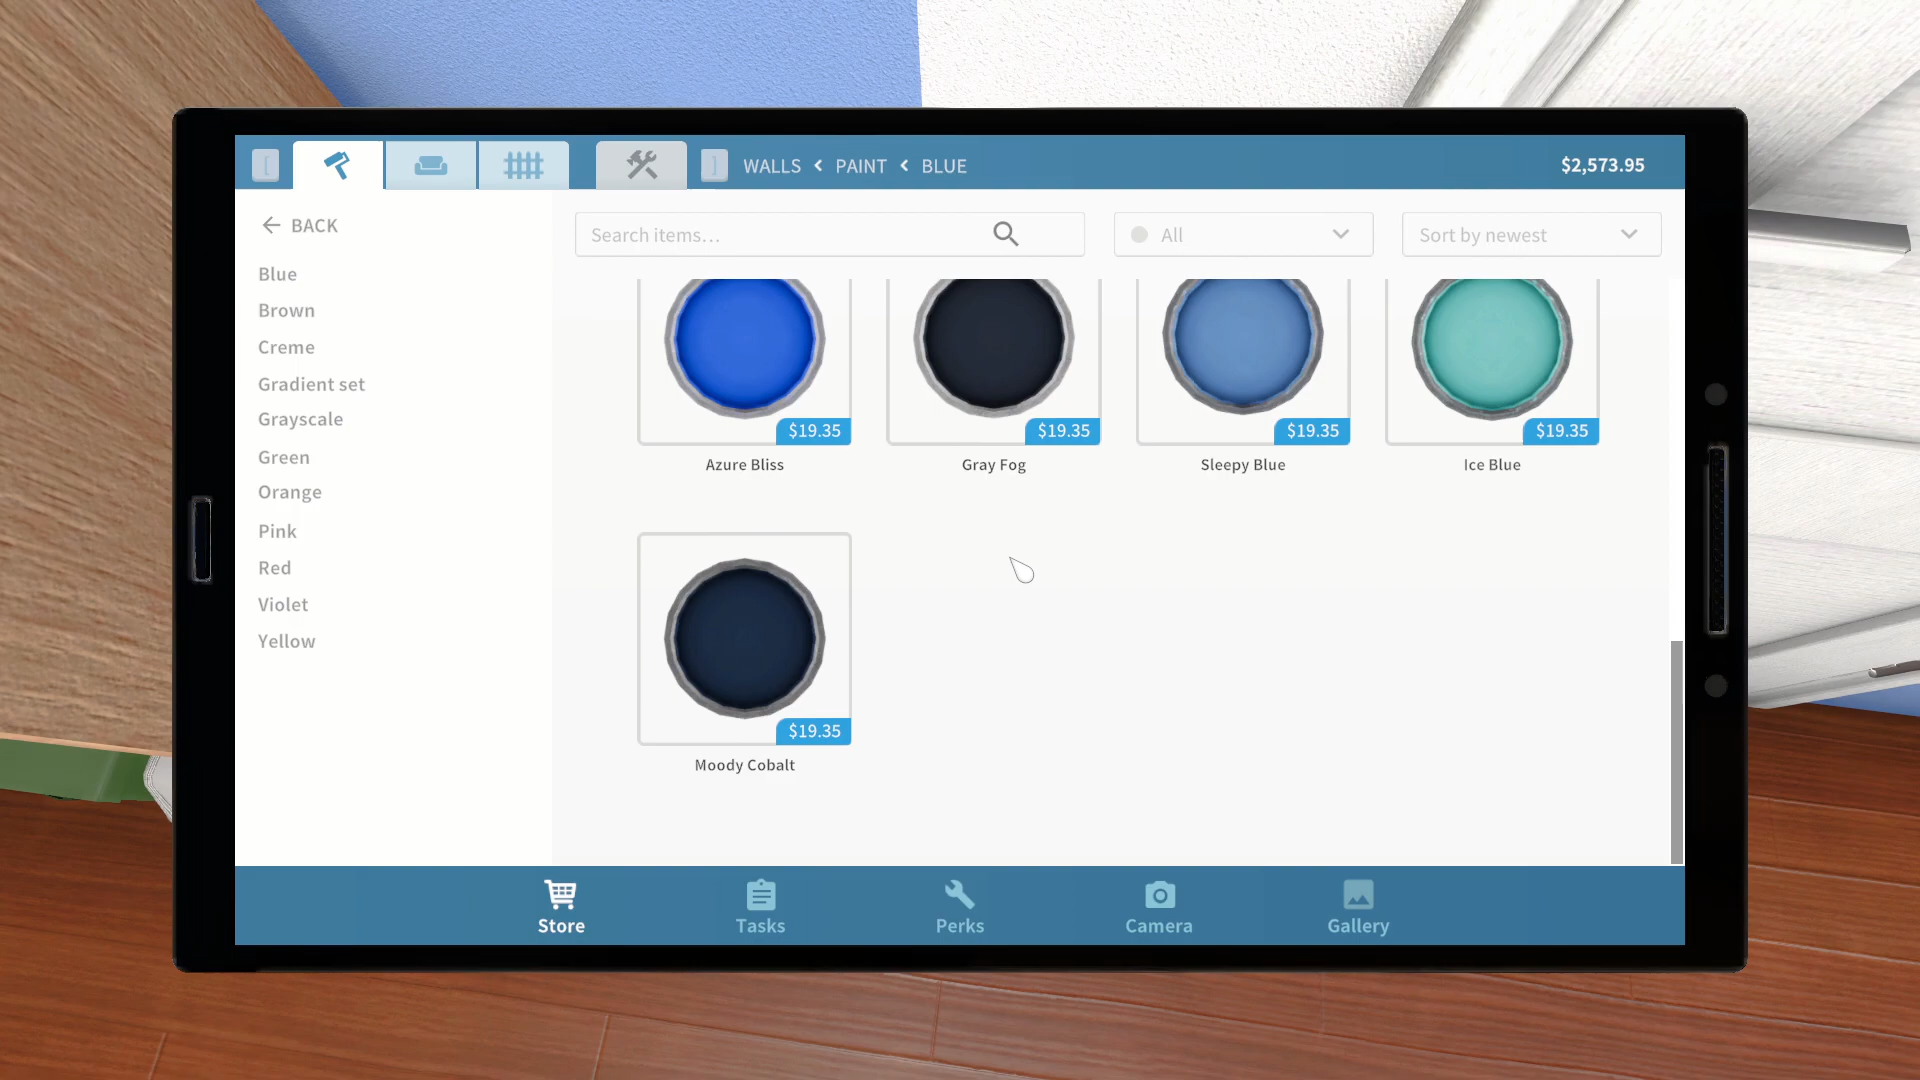 [
]
WALLS < PAINT < BLUE
$2,573.95
BACK
Search items...
All
Sort by newest
Blue
Brown
Creme
Gradient set
Grayscale
Green
Orange
Pink
Red
Violet
Yellow
$19.35
$19.35
$19.35
$19.35
Azure Bliss
Gray Fog
Sleepy Blue
Ice Blue
$19.35
Moody Cobalt
Store
Tasks
Perks
Camera
Gallery